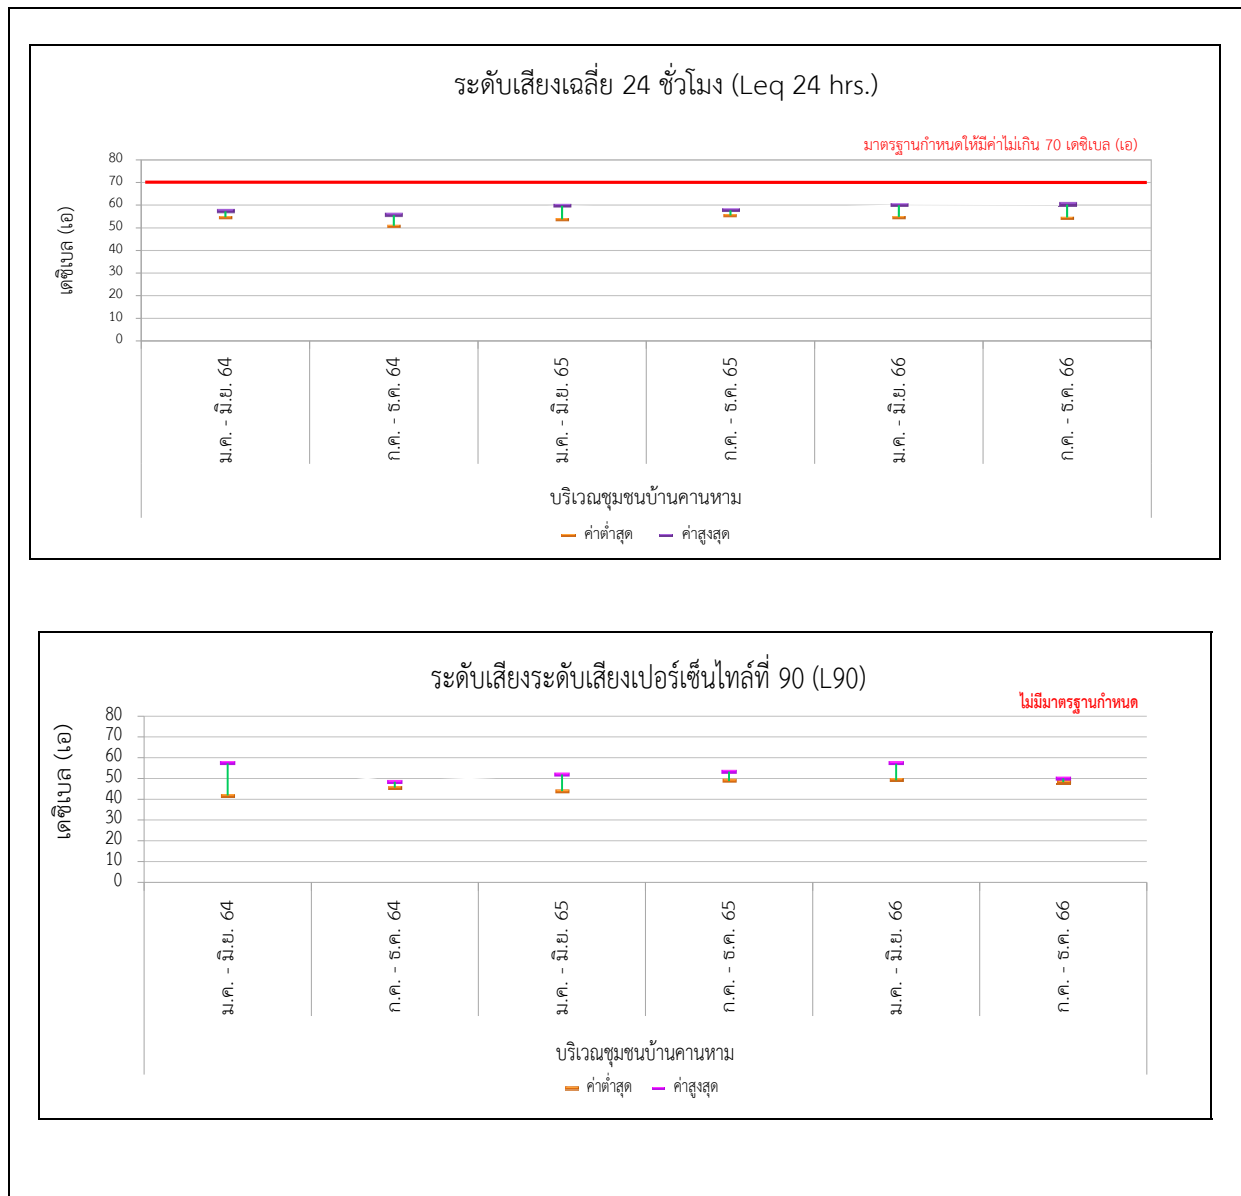 ระดับเสียงเฉลี่ย 24 ชั่วโมง (Leq 24 hrs.)
มาตรฐานกำหนดให้มีค่าไม่เกิน 70 เดซิเบล (เอ)
เดซิเบล (เอ)
80
70
60
50
40
30
20
10
0
ม.ค. - มิ.ย. 64
ก.ค. - ธ.ค. 64
ม.ค. - มิ.ย. 65
ก.ค. - ธ.ค. 65
ม.ค. - มิ.ย. 66
ก.ค. - ธ.ค. 66
บริเวณชุมชนบ้านคานหาม
ค่าต่ำสุด ค่าสูงสุด
ระดับเสียงระดับเสียงเปอร์เซ็นไทล์ที่ 90 (L90)
ไม่มีมาตรฐานกำหนด
เดซิเบล (เอ)
80
70
60
50
40
30
20
10
0
ม.ค. - มิ.ย. 64
ก.ค. - ธ.ค. 64
ม.ค. - มิ.ย. 65
ก.ค. - ธ.ค. 65
ม.ค. - มิ.ย. 66
ก.ค. - ธ.ค. 66
บริเวณชุมชนบ้านคานหาม
ค่าต่ำสุด ค่าสูงสุด